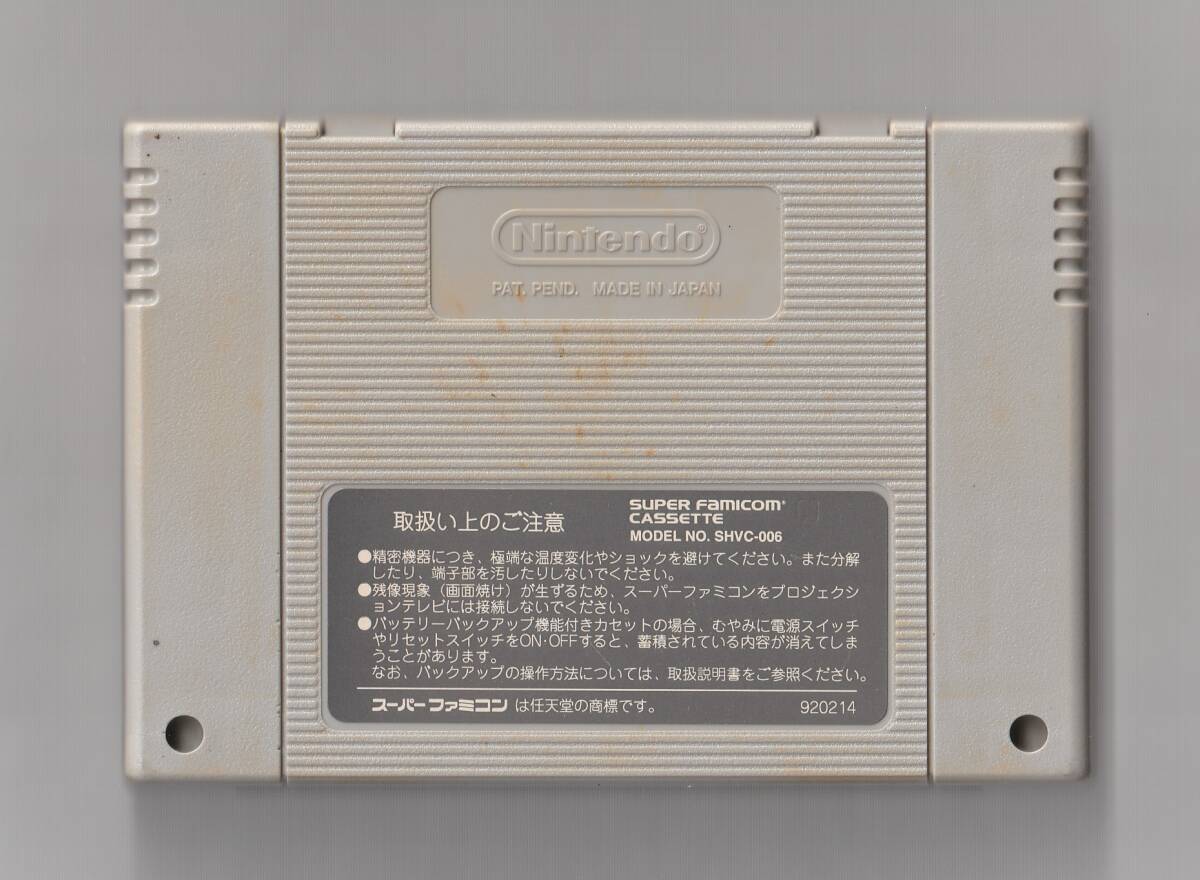 Nintendo®
PAT. PEND. MADE IN JAPAN
取扱い上のご注意
SUPER FAMICOM
CASSETTE
MODEL NO. SHVC-006
●精密機器につき、極端な温度変化やショックを避けてください。また分解
したり、端子部を汚したりしないでください。
●残像現象（画面焼け）が生ずるため、スーパーファミコンをプロジェクシ
ョンテレビには接続しないでください。
●バッテリーバックアップ機能付きカセットの場合、むやみに電源スイッチ
やリセットスイッチをON·OFFすると、蓄積されている内容が消えてしま
うことがあります。
なお、バックアップの操作方法については、取扱説明書をご参照ください。
スーパーファミコン は任天堂の商標です。 920214